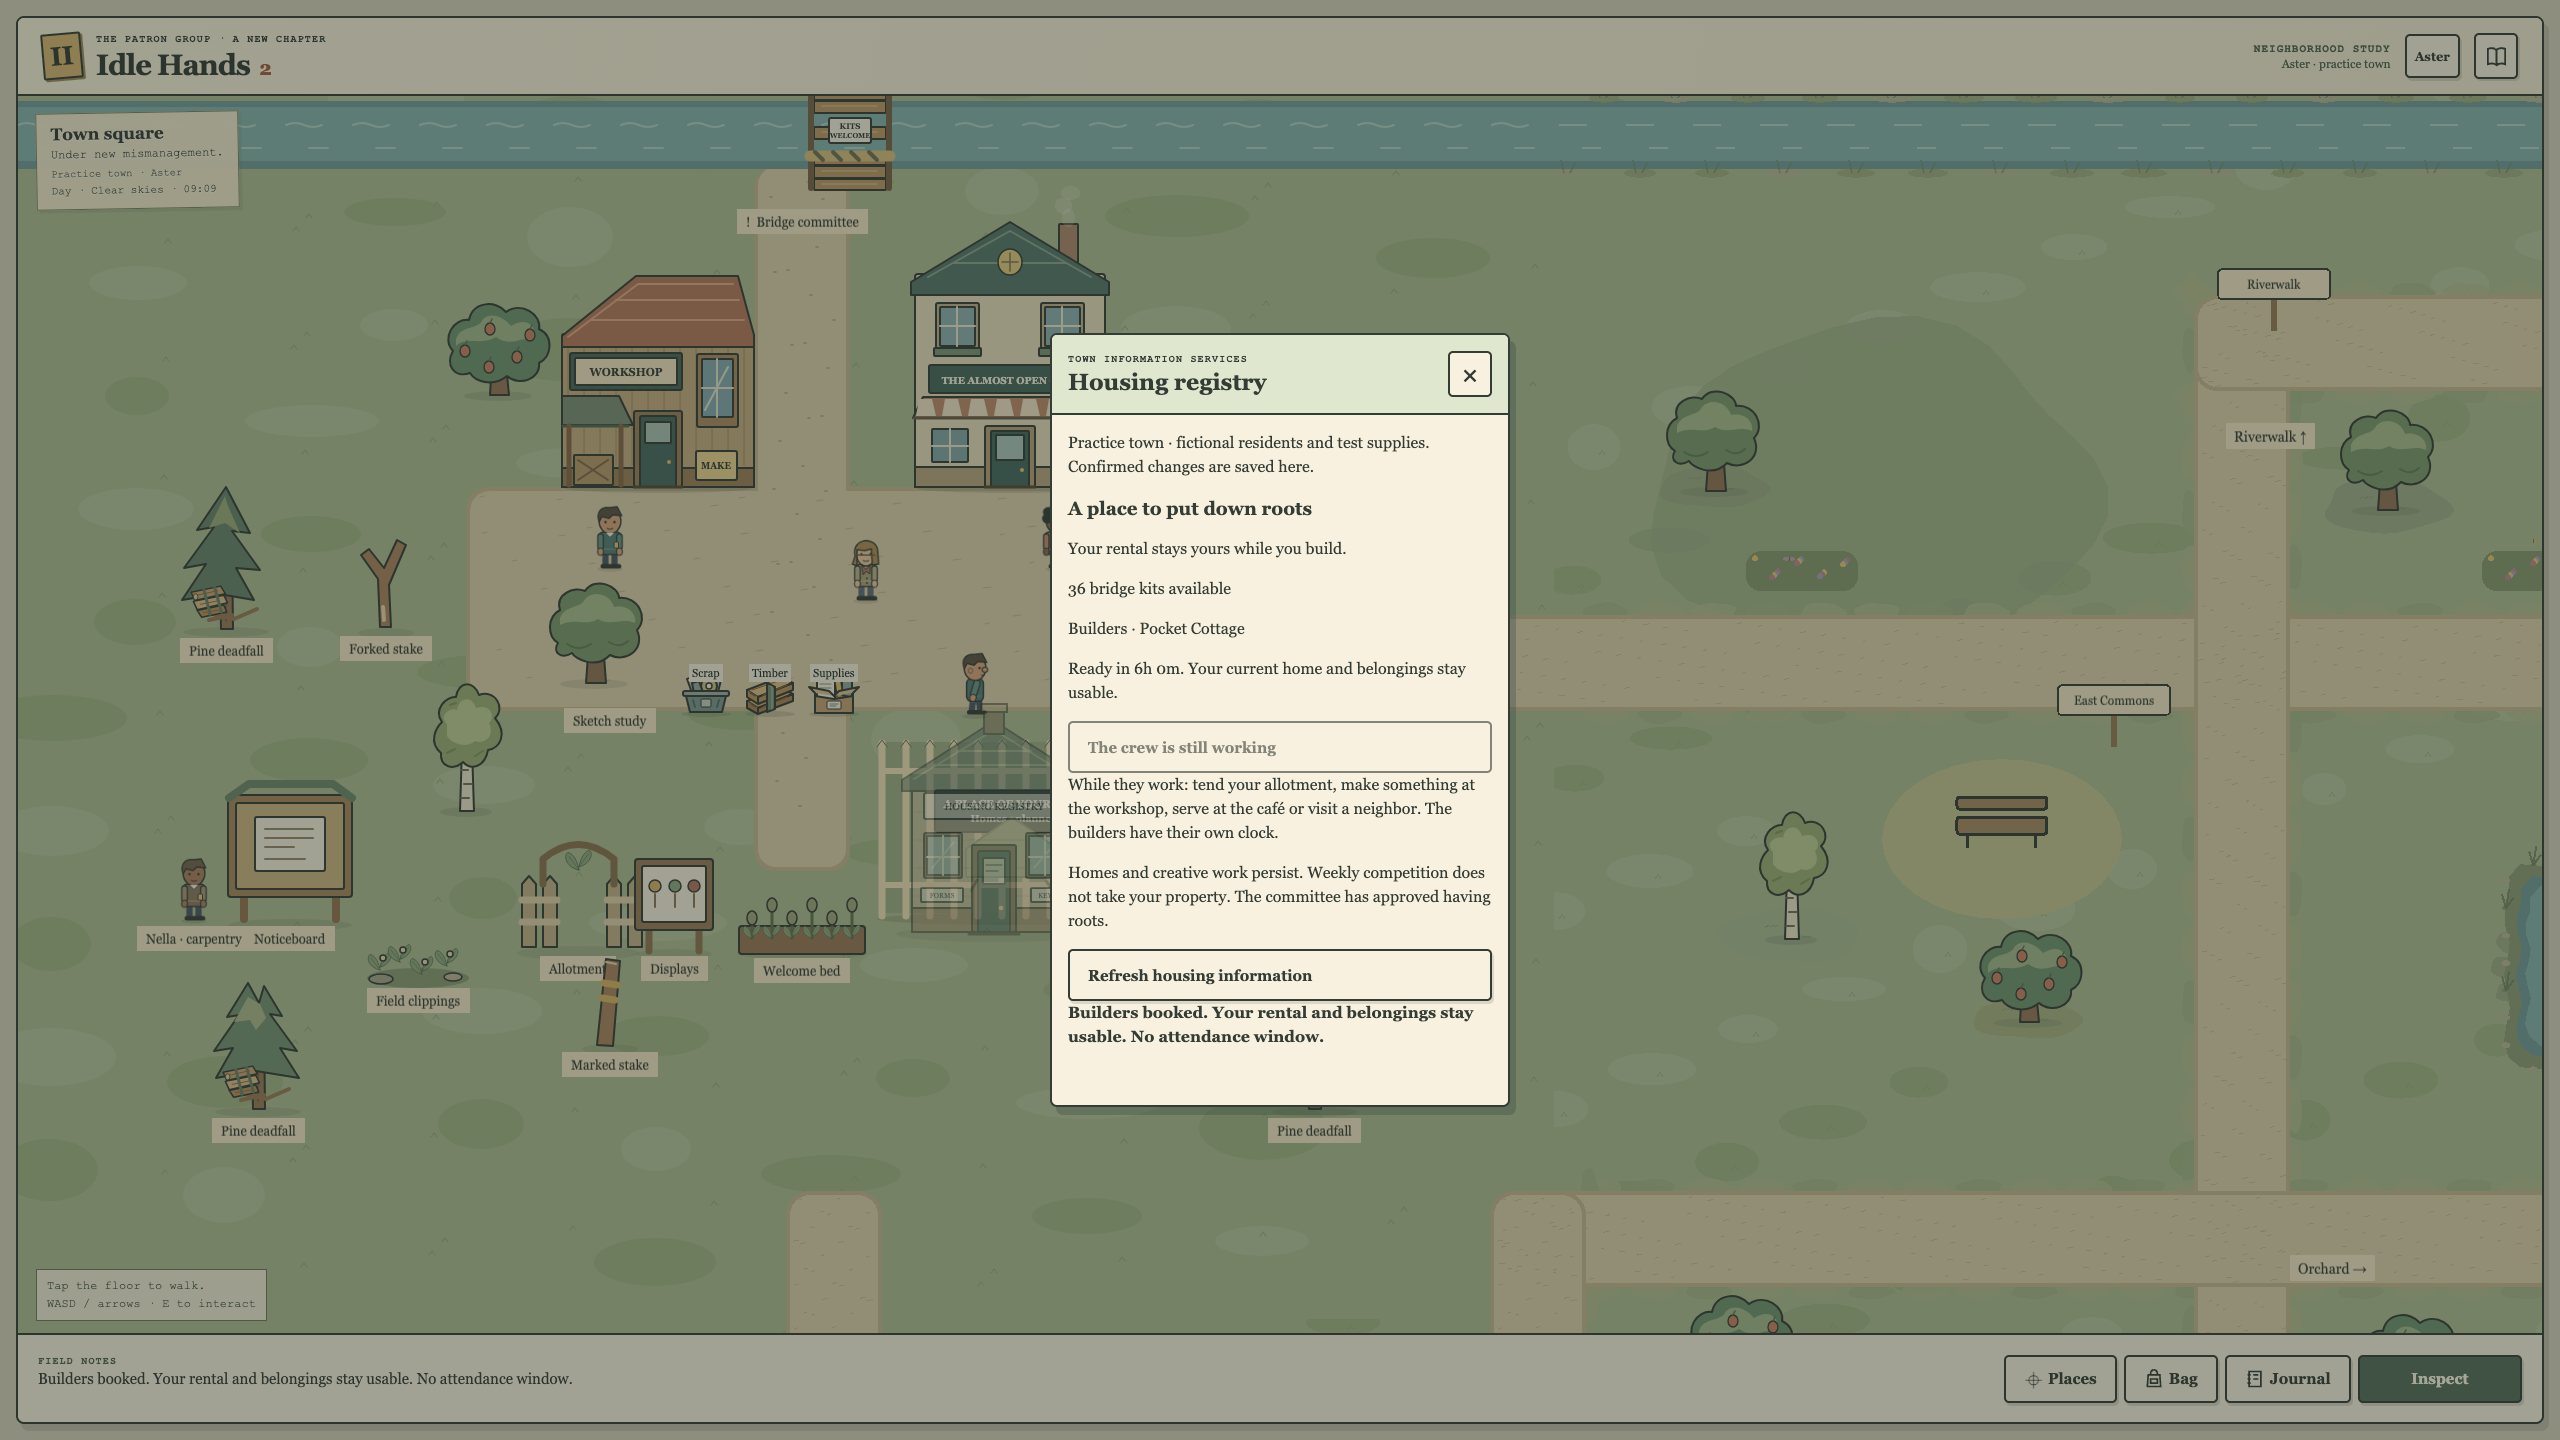 II
THE PATRON GROUP · A NEW CHAPTER
Idle Hands 2
NEIGHBORHOOD STUDY
Aster · practice town
Aster
Town square
Under new mismanagement.
Practice town · Aster
Day · Clear skies · 09:09
KITS
WELCOME
! Bridge committee
WORKSHOP
MAKE
THE ALMOST OPEN
Riverwalk
Riverwalk ↑
East Commons
Orchard →
Pine deadfall
Forked stake
Sketch study
Scrap
Timber
Supplies
Nella · carpentry
Noticeboard
Field clippings
Allotment
Displays
Welcome bed
Marked stake
Pine deadfall
Pine deadfall
A PLACE OF YOUR
HOUSING REGISTRY
FORMS
TOWN INFORMATION SERVICES
Housing registry
×
Practice town · fictional residents and test supplies.
Confirmed changes are saved here.
A place to put down roots
Your rental stays yours while you build.
36 bridge kits available
Builders · Pocket Cottage
Ready in 6h 0m. Your current home and belongings stay
usable.
The crew is still working
While they work: tend your allotment, make something at
the workshop, serve at the café or visit a neighbor. The
builders have their own clock.
Homes and creative work persist. Weekly competition does
not take your property. The committee has approved having
roots.
Refresh housing information
Builders booked. Your rental and belongings stay
usable. No attendance window.
Tap the floor to walk.
WASD / arrows · E to interact
FIELD NOTES
Builders booked. Your rental and belongings stay usable. No attendance window.
Places
Bag
Journal
Inspect